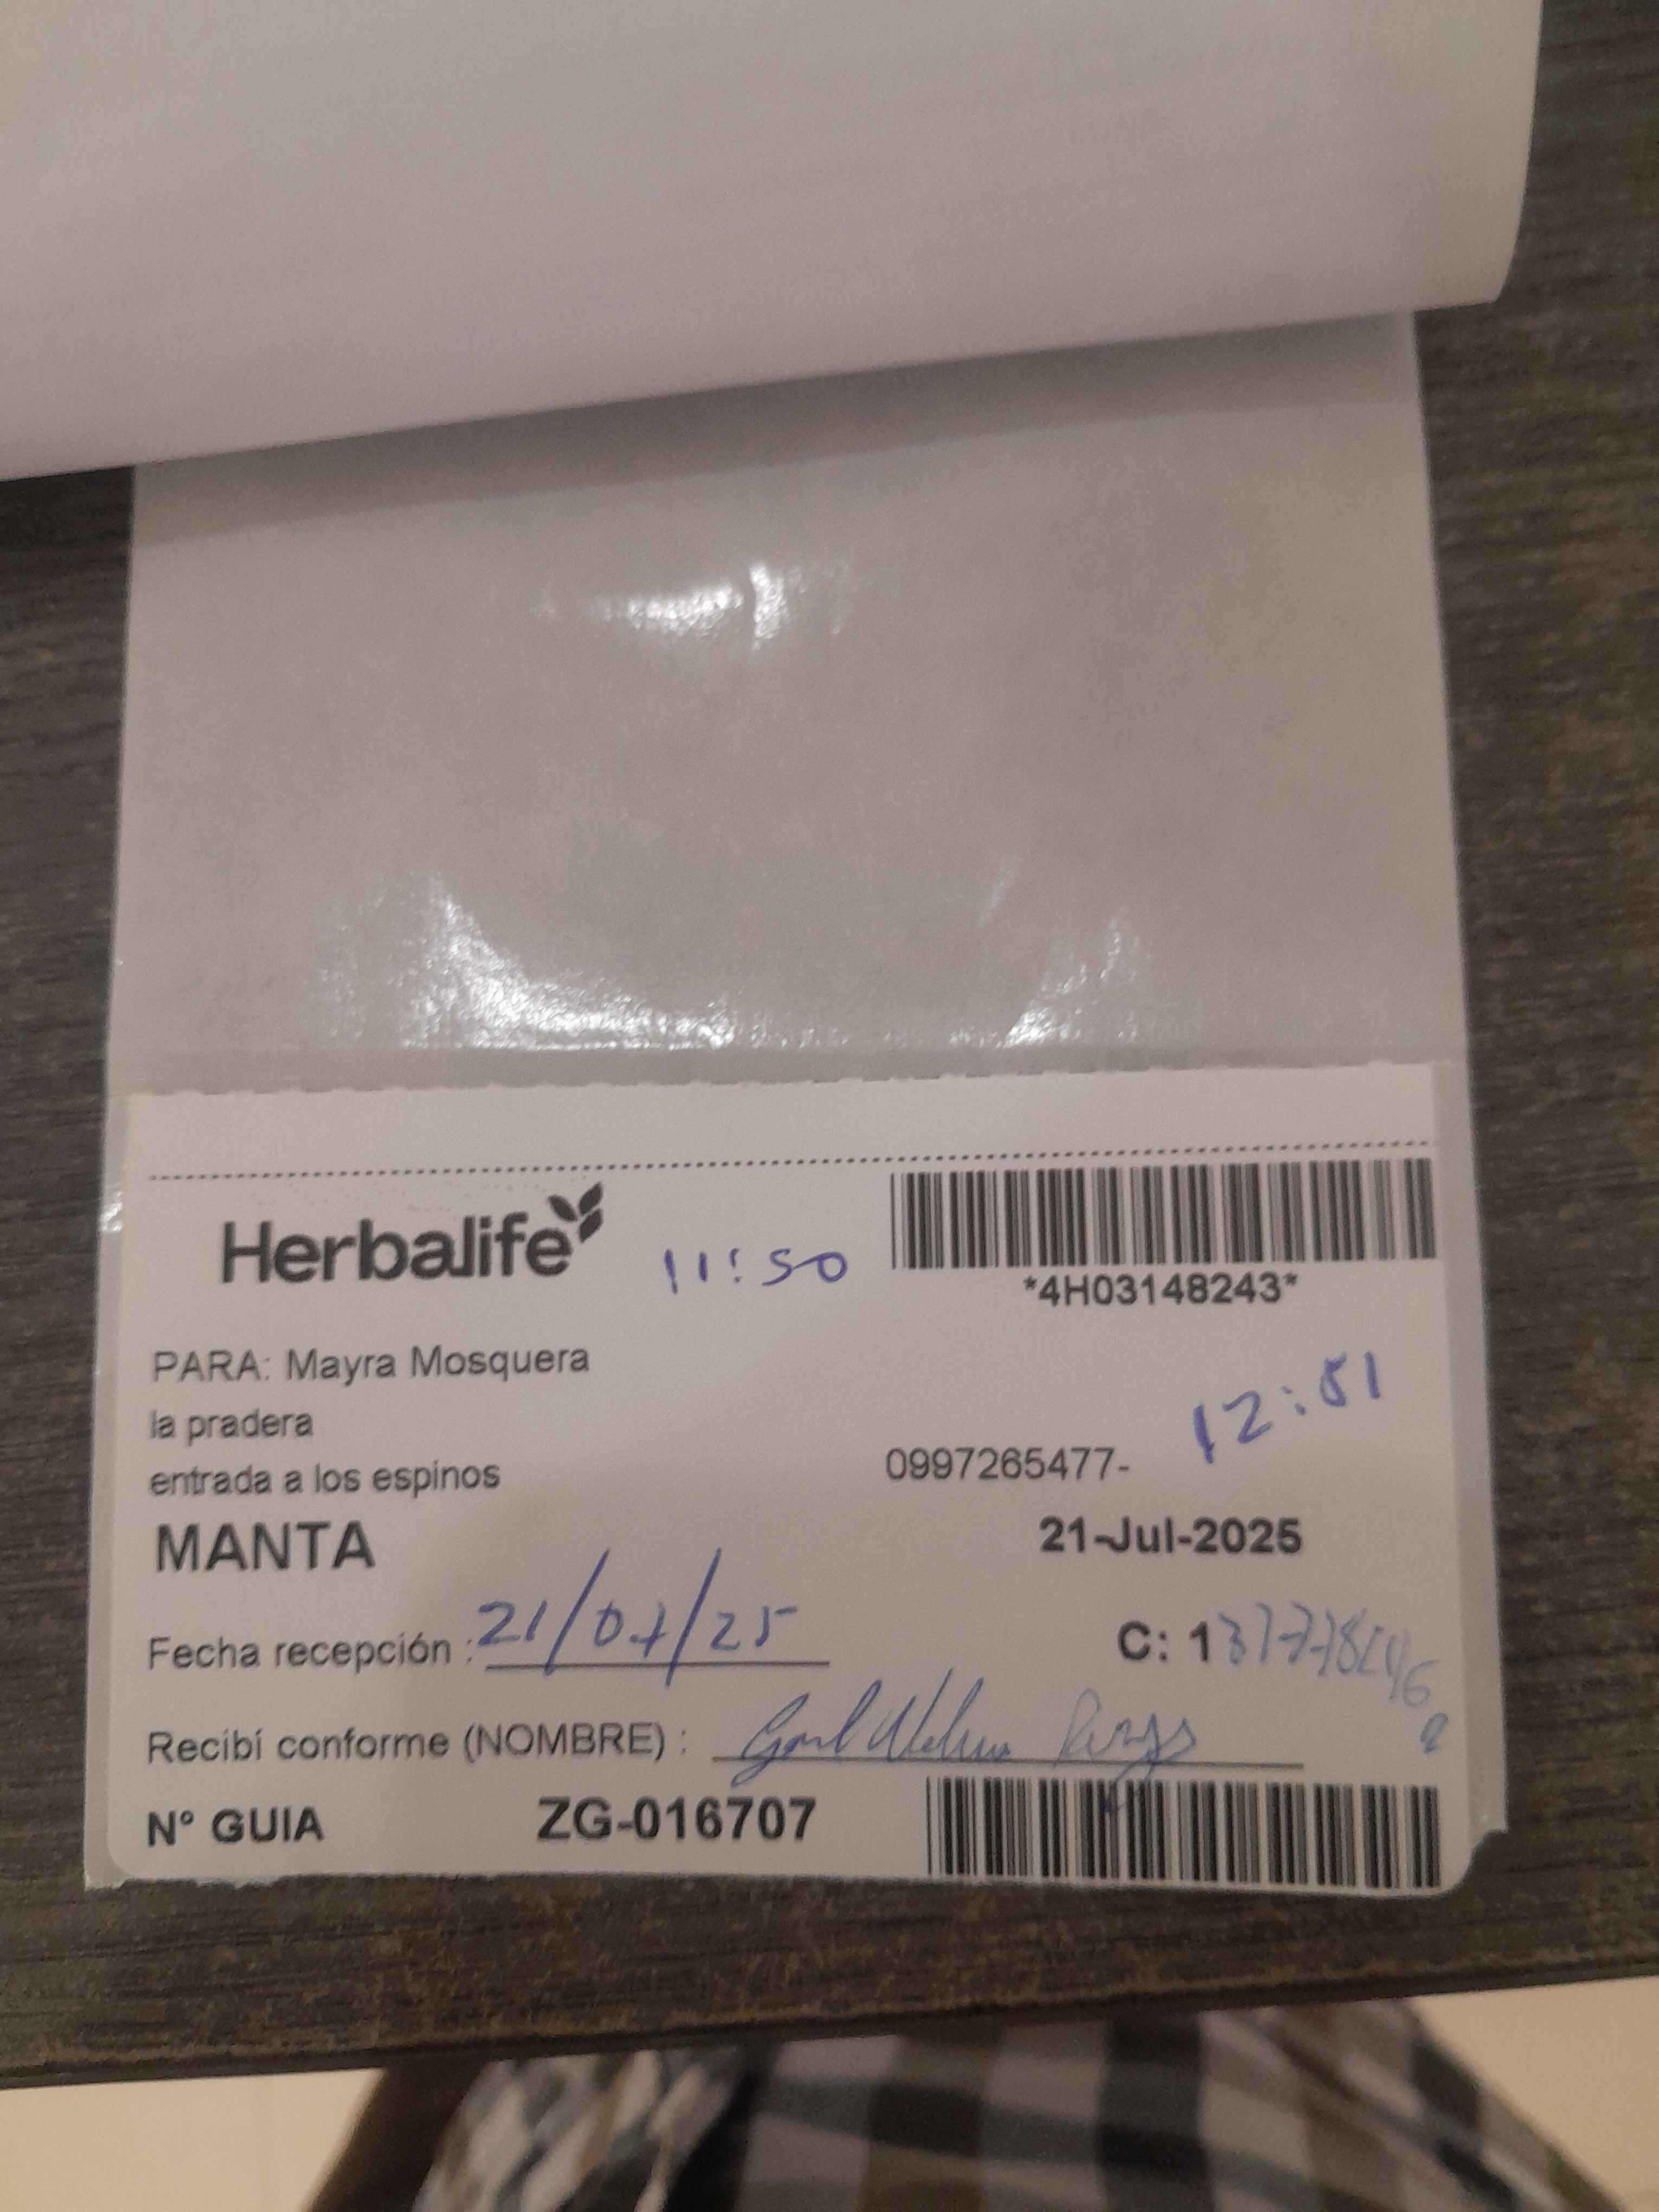 Herbalife
11:50
*4H03148243*
PARA: Mayra Mosquera
la pradera
12:51
entrada a los espinos
0997265477-
MANTA
21-Jul-2025
Fecha recepción : 21/07/25
C: 1
Recibí conforme (NOMBRE) :
N° GUIA ZG-016707